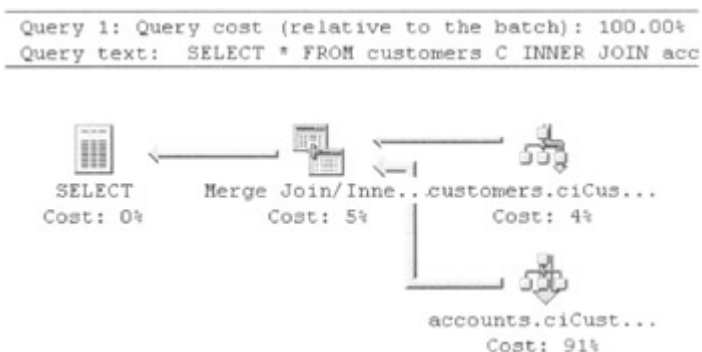 Query 1: Query cost (relative to the batch): 100.00%
Query text: SELECT * FROM customers C INNER JOIN acc
SELECT
Cost: 0%
Merge Join/Inne...
Cost: 5%
customers.ciCus...
Cost: 4%
accounts.ciCust...
Cost: 91%